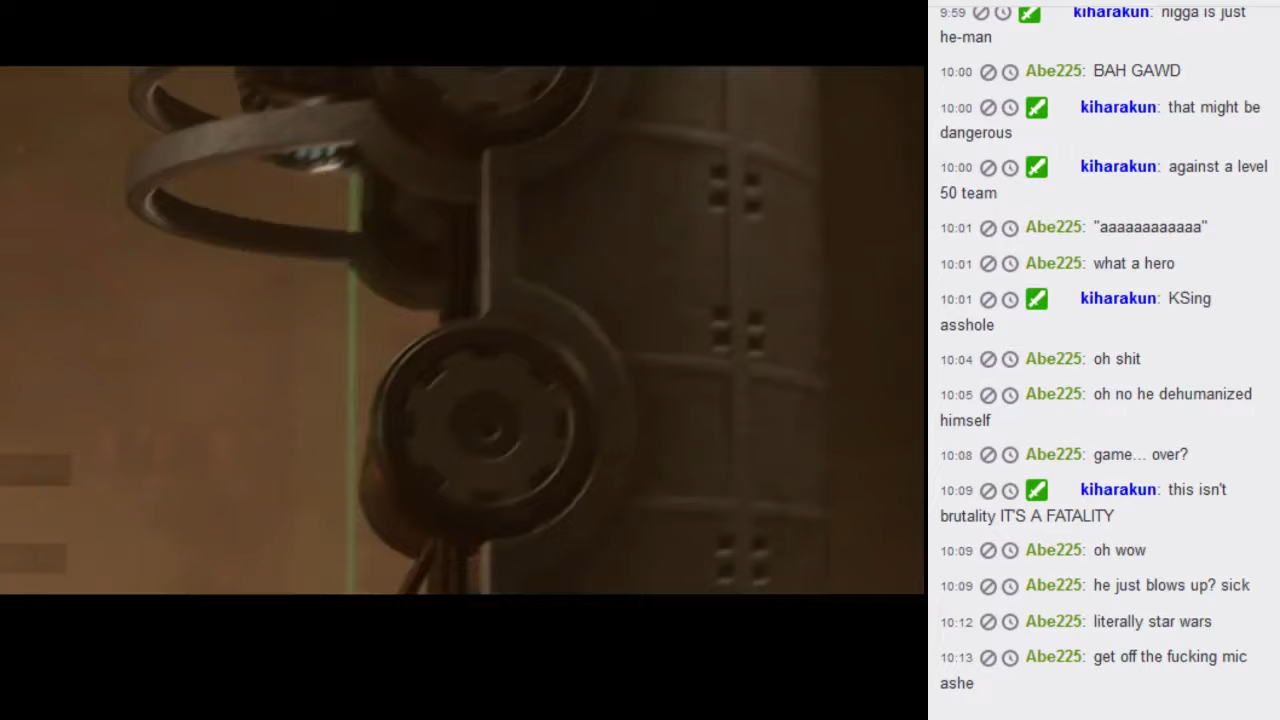 9:59 kiharakun: nigga is just
he-man
10:00 Abe225: BAH GAWD
10:00 kiharakun: that might be
dangerous
10:00 kiharakun: against a level
50 team
10:01 Abe225: "aaaaaaaaaaaa"
10:01 Abe225: what a hero
10:01 kiharakun: KSing
asshole
10:04 Abe225: oh shit
10:05 Abe225: oh no he dehumanized
himself
10:08 Abe225: game... over?
10:09 kiharakun: this isn't
brutality IT'S A FATALITY
10:09 Abe225: oh wow
10:09 Abe225: he just blows up? sick
10:12 Abe225: literally star wars
10:13 Abe225: get off the fucking mic
ashe